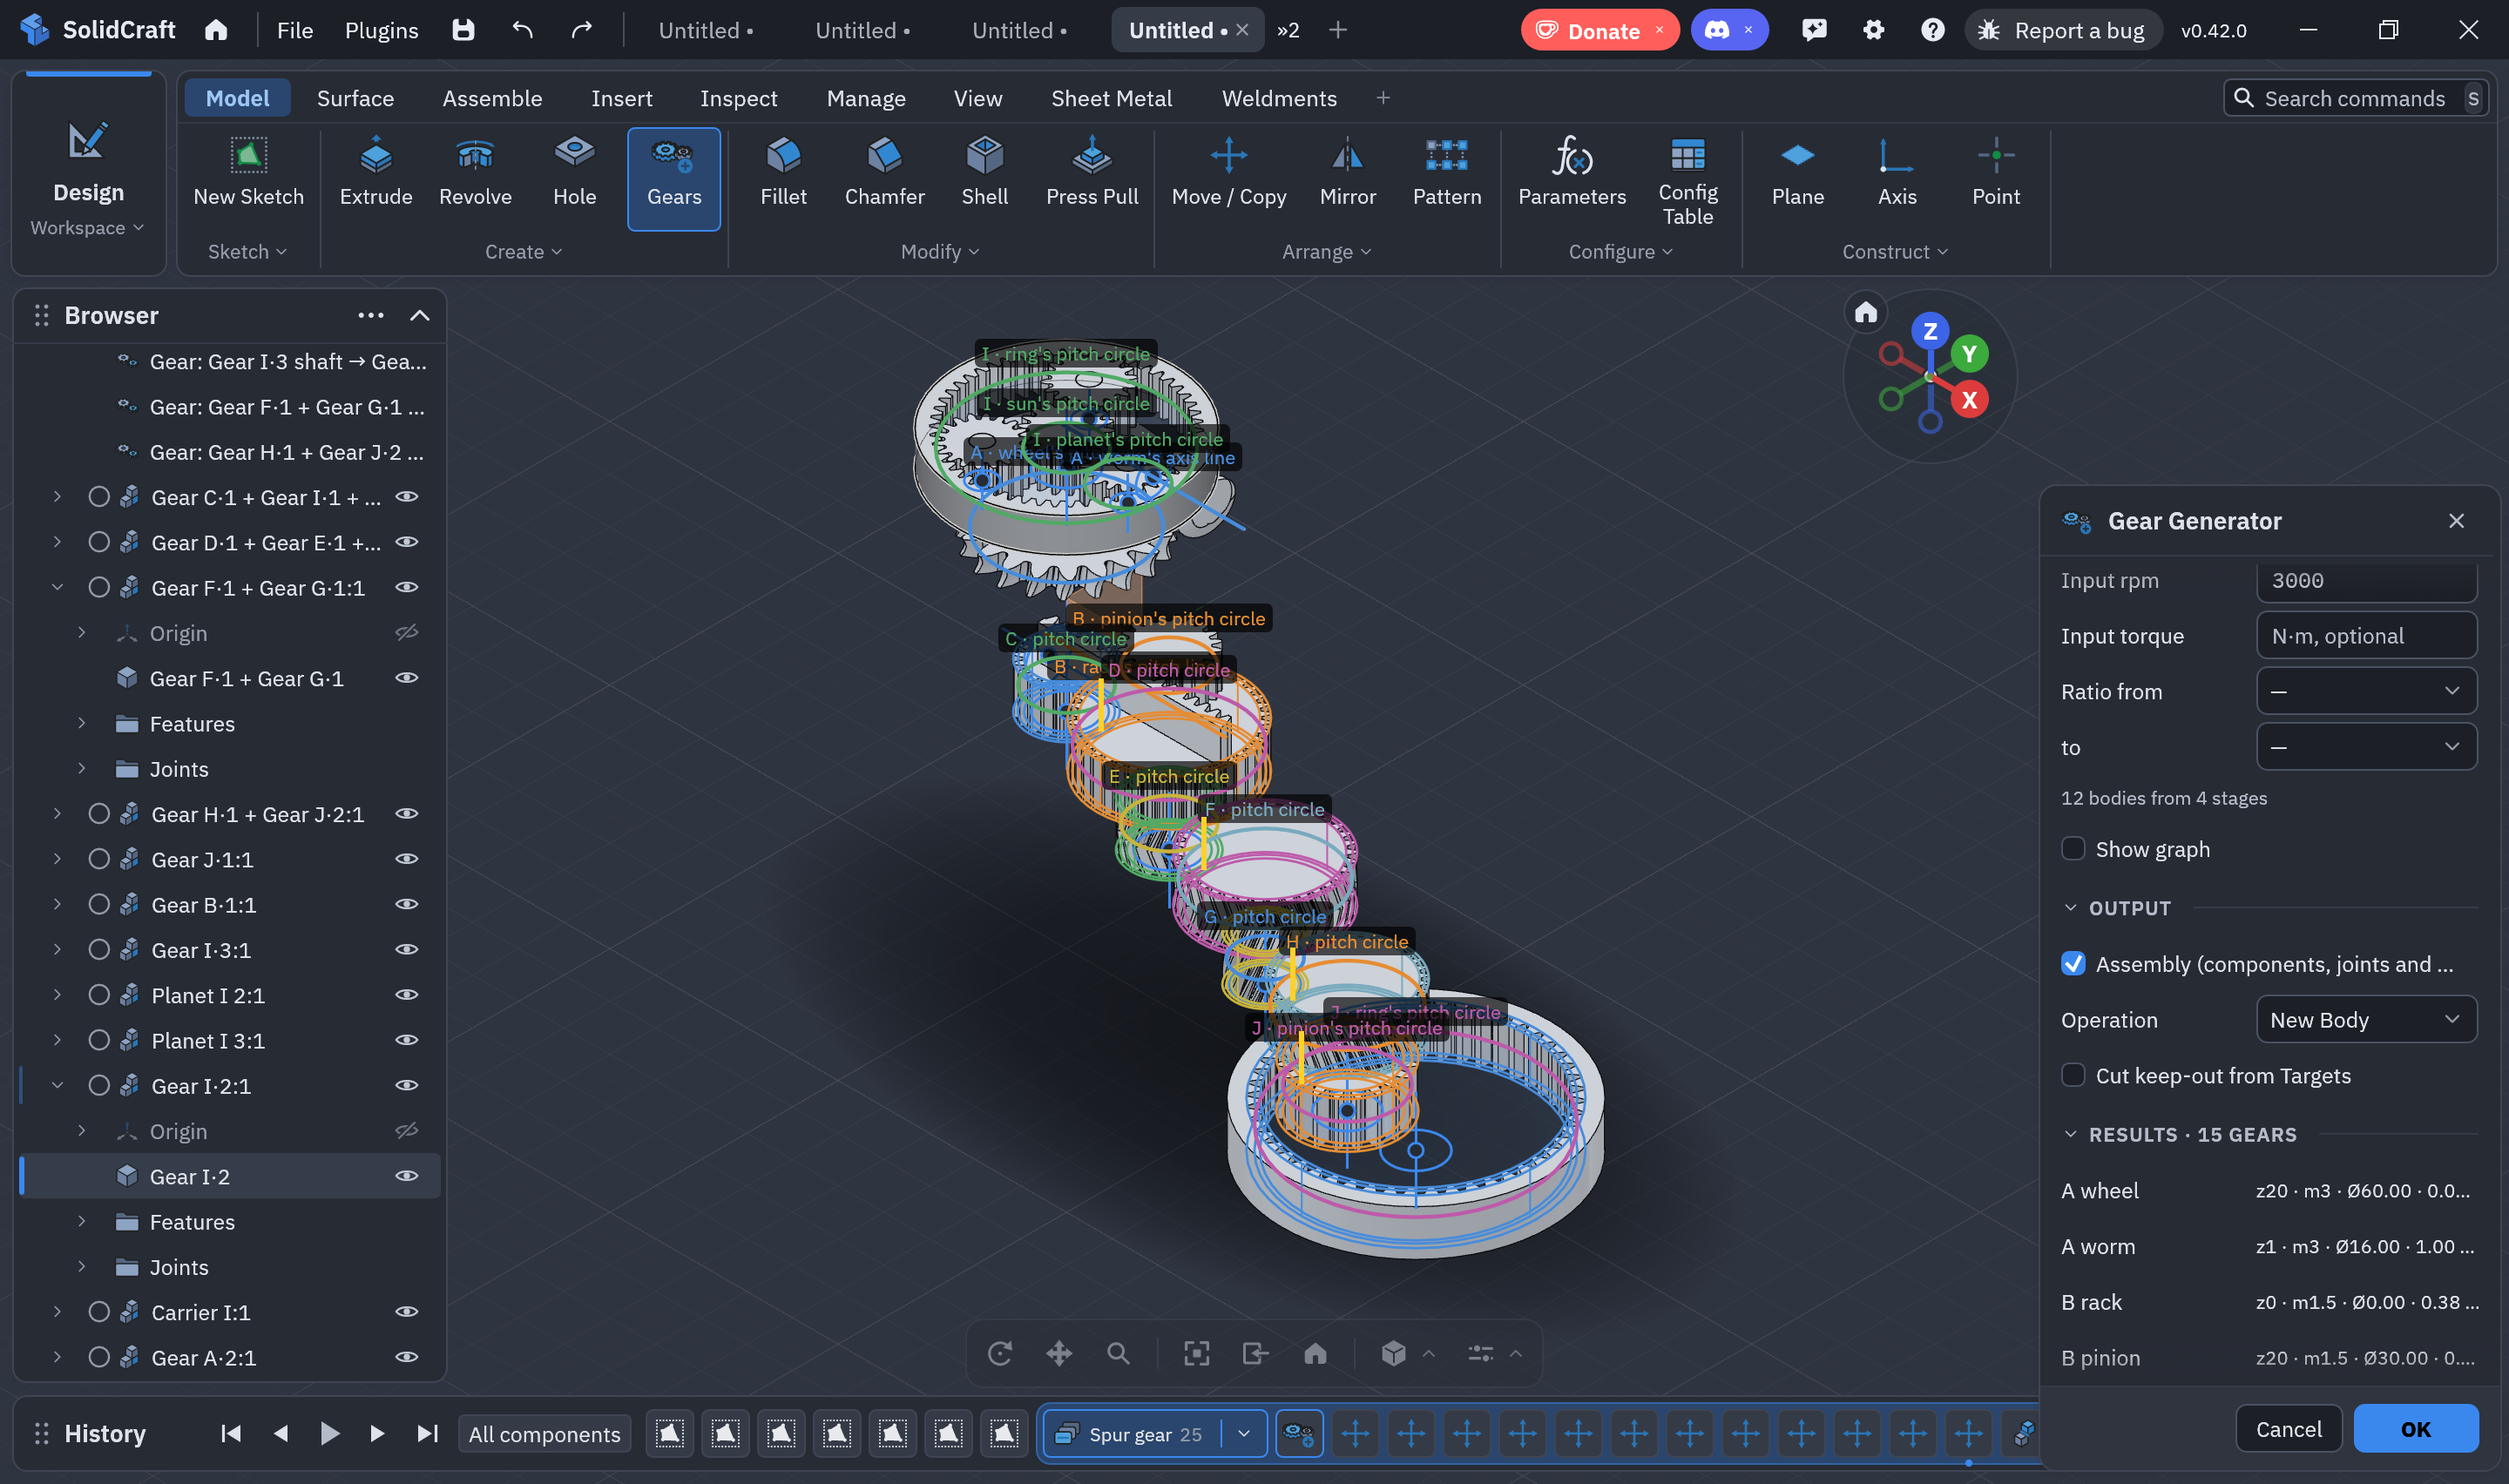 SolidCraft
File
Plugins
Untitled •
Untitled •
Untitled •
Untitled •
»2
Donate
Report a bug
v0.42.0
Design
Workspace
Model
Surface
Assemble
Insert
Inspect
Manage
View
Sheet Metal
Weldments
Search commands
S
New Sketch
Extrude
Revolve
Hole
Gears
Fillet
Chamfer
Shell
Press Pull
Move / Copy
Mirror
Pattern
Parameters
Config
Table
Plane
Axis
Point
Sketch
Create
Modify
Arrange
Configure
Construct
Browser
Gear: Gear I·3 shaft → Gea...
Gear: Gear F·1 + Gear G·1 ...
Gear: Gear H·1 + Gear J·2 ...
Gear C·1 + Gear I·1 + ...
Gear D·1 + Gear E·1 +...
Gear F·1 + Gear G·1:1
Origin
Gear F·1 + Gear G·1
Features
Joints
Gear H·1 + Gear J·2:1
Gear J·1:1
Gear B·1:1
Gear I·3:1
Planet I 2:1
Planet I 3:1
Gear I·2:1
Origin
Gear I·2
Features
Joints
Carrier I:1
Gear A·2:1
I · ring's pitch circle
I · sun's pitch circle
I · planet's pitch circle
A · wheel's
A · worm's axis line
B · pinion's pitch circle
C · pitch circle
D · pitch circle
E · pitch circle
F · pitch circle
G · pitch circle
H · pitch circle
J · ring's pitch circle
J · pinion's pitch circle
Z
Y
X
Gear Generator
Input rpm
3000
Input torque
N·m, optional
Ratio from
—
to
—
12 bodies from 4 stages
Show graph
OUTPUT
Assembly (components, joints and ...
Operation
New Body
Cut keep-out from Targets
RESULTS · 15 GEARS
A wheel
z20 · m3 · Ø60.00 · 0.0...
A worm
z1 · m3 · Ø16.00 · 1.00 ...
B rack
z0 · m1.5 · Ø0.00 · 0.38 ...
B pinion
z20 · m1.5 · Ø30.00 · 0....
Cancel
OK
History
All components
Spur gear 25